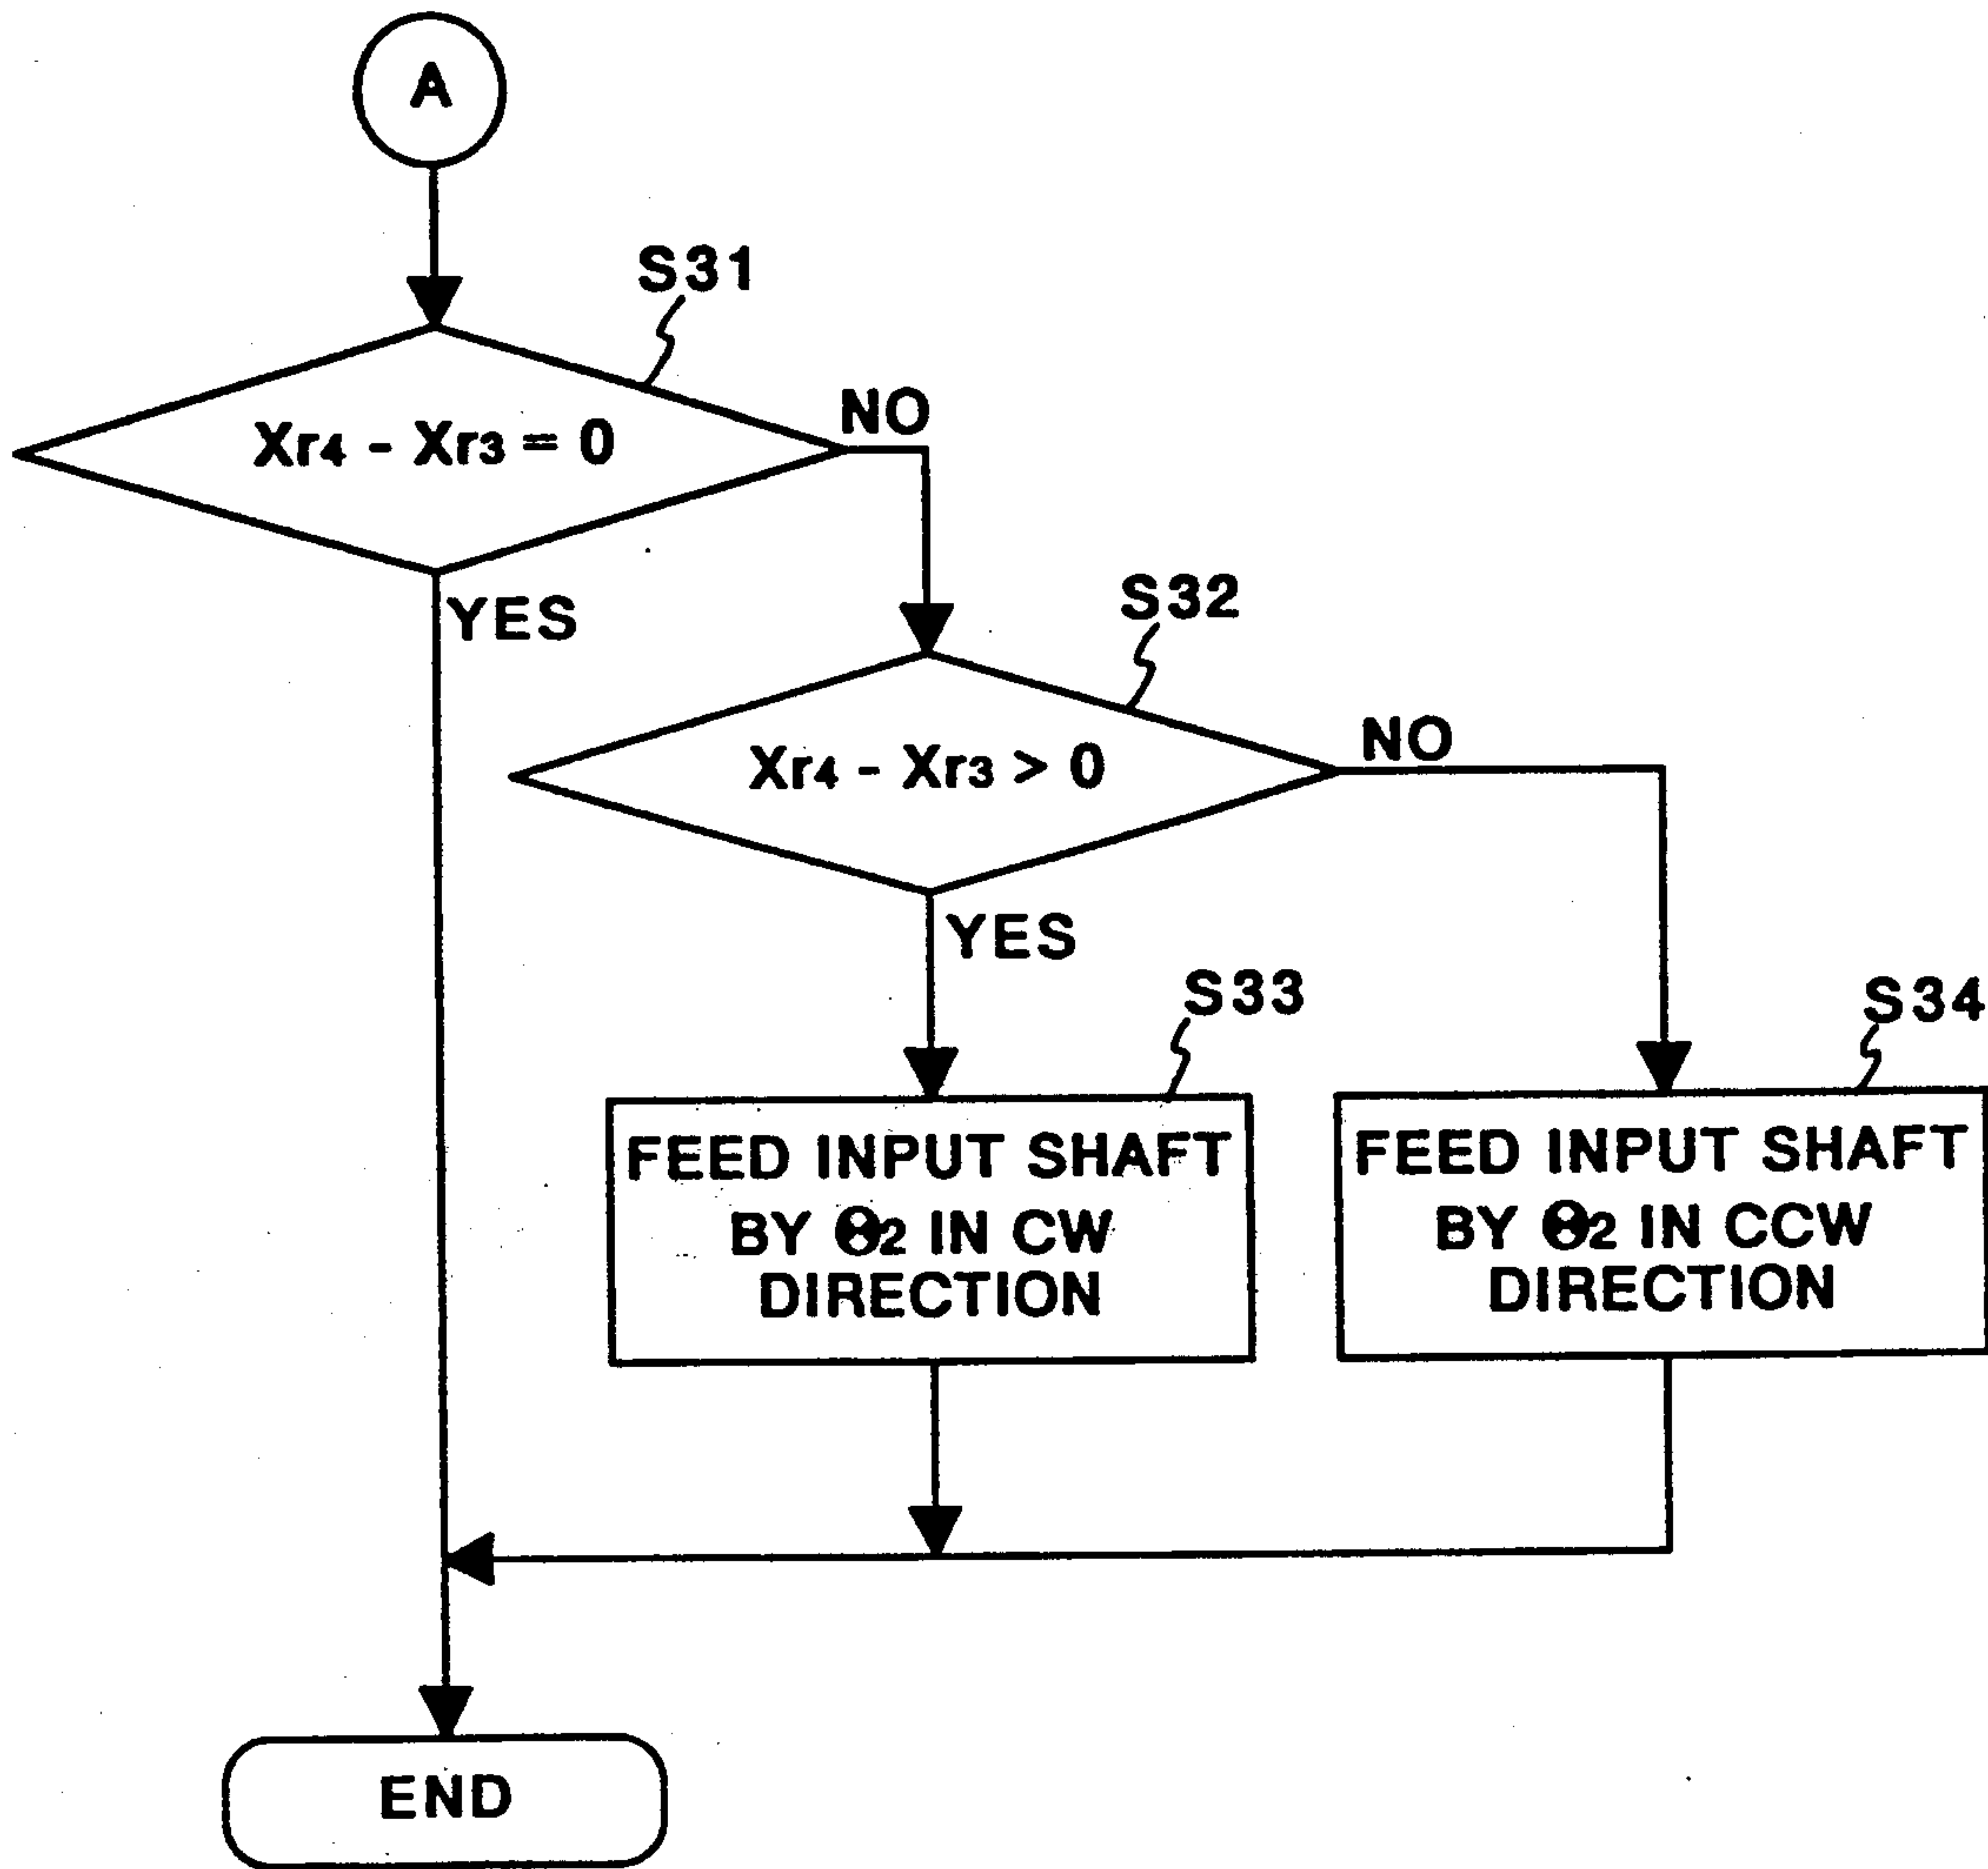 A
S31
Xr4 - Xr3 = 0
NO
YES
S32
Xr4 - Xr3 > 0
NO
YES
S33
FEED INPUT SHAFT
BY Θ2 IN CW
DIRECTION
S34
FEED INPUT SHAFT
BY Θ2 IN CCW
DIRECTION
END